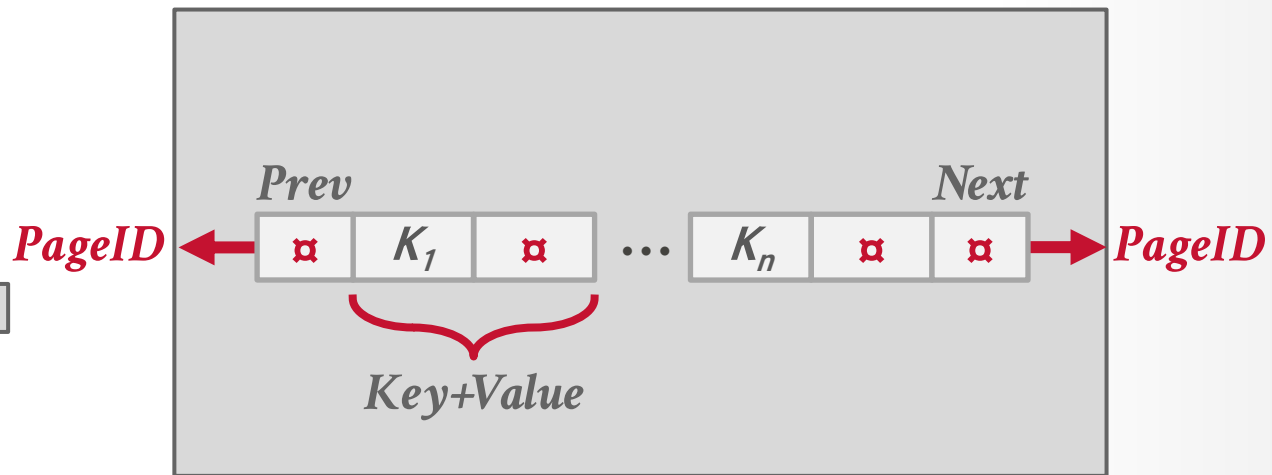 Prev Next
PageID ¤ K1 ¤ ... Kn ¤ ¤ PageID
Key+Value